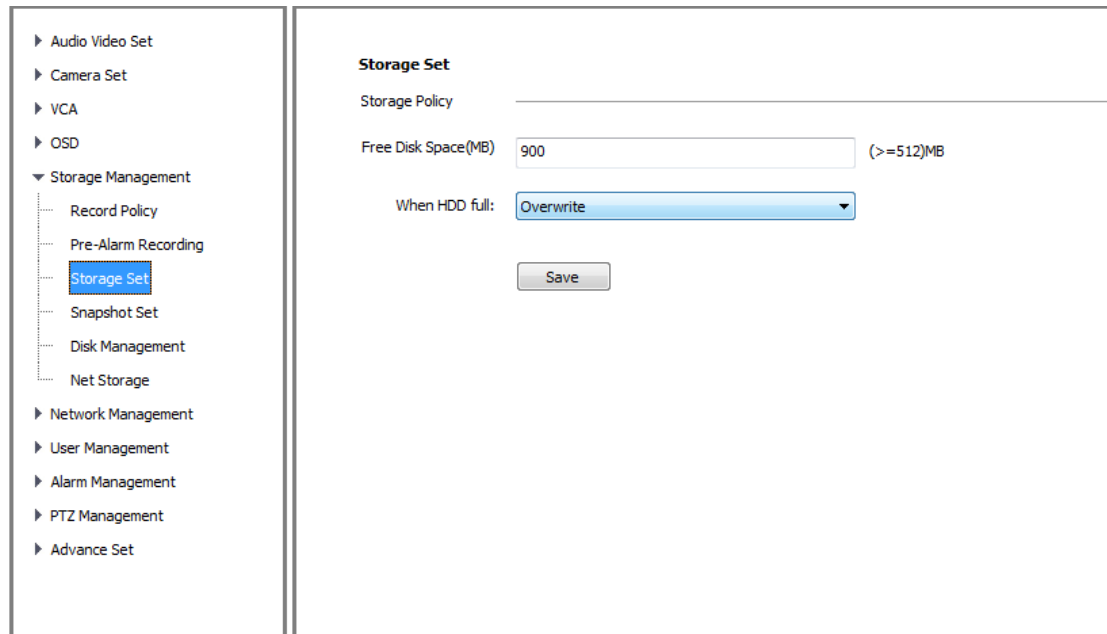 Audio Video Set
Camera Set
VCA
OSD
Storage Management
Record Policy
Pre-Alarm Recording
Storage Set
Snapshot Set
Disk Management
Net Storage
Network Management
User Management
Alarm Management
PTZ Management
Advance Set
Storage Set
Storage Policy
Free Disk Space(MB) 900 (>=512)MB
When HDD full: Overwrite
Save